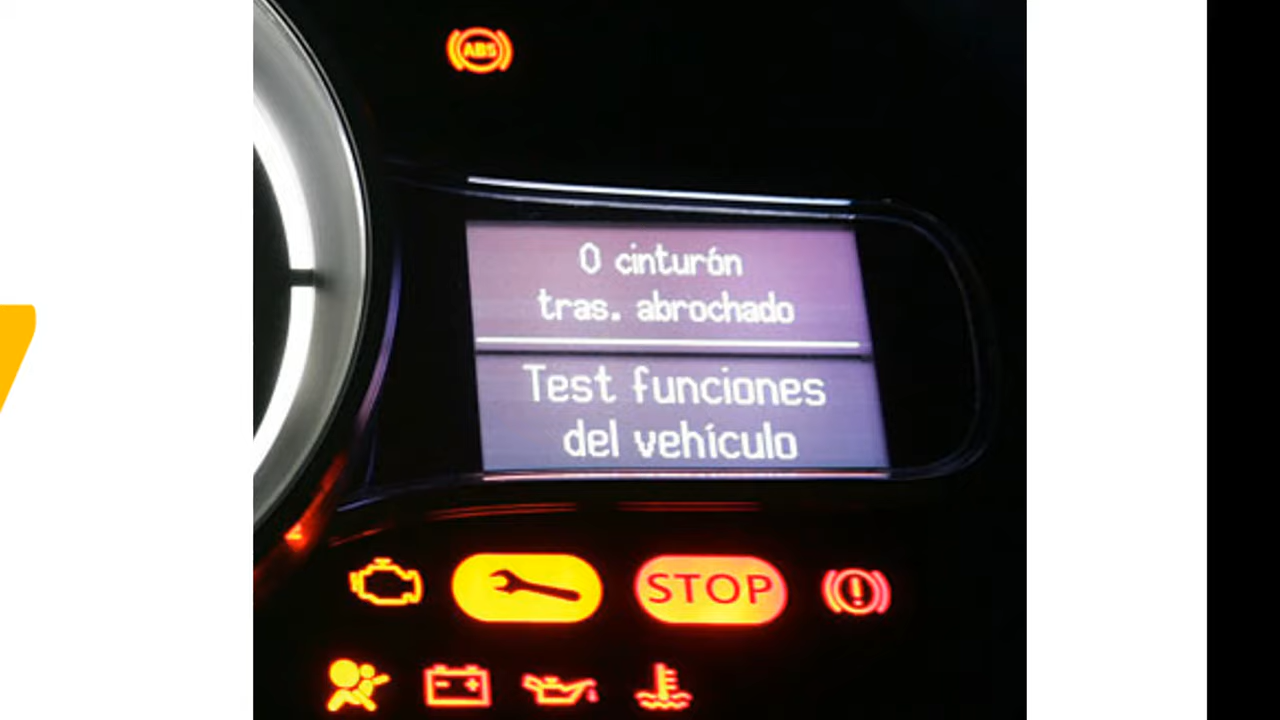 ABS
0 cinturón
tras. abrochado
Test funciones
del vehículo
STOP